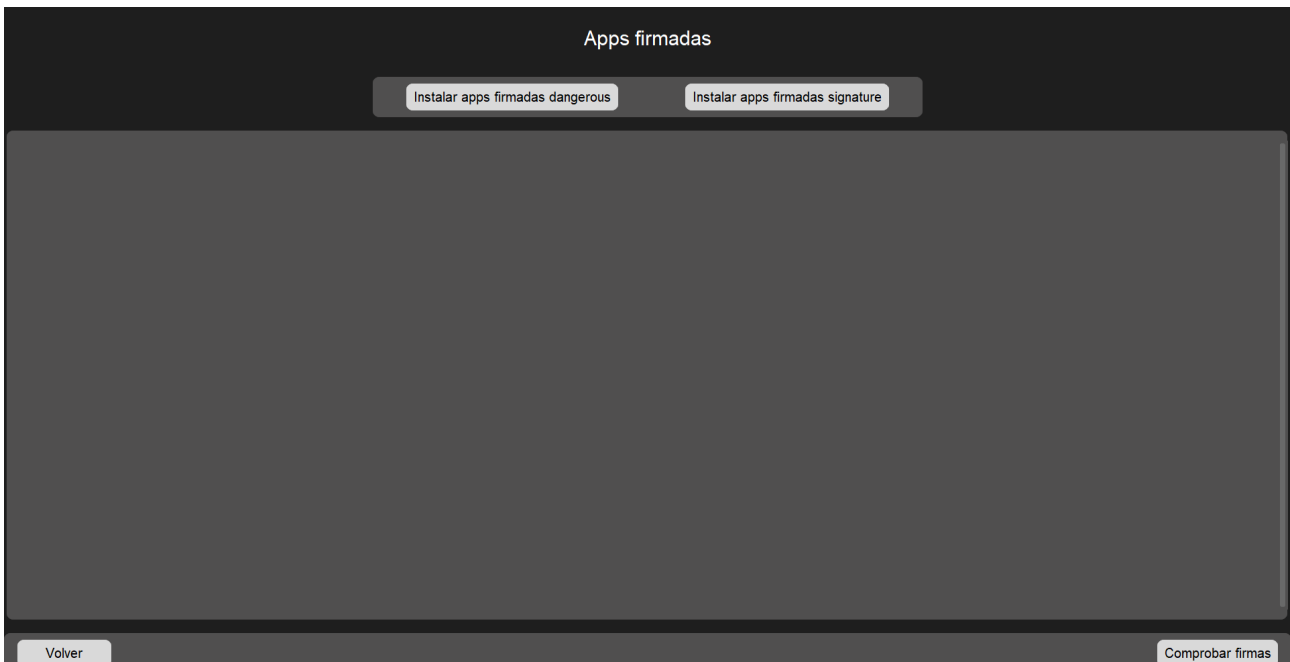 Apps firmadas
Instalar apps firmadas dangerous
Instalar apps firmadas signature
Volver
Comprobar firmas